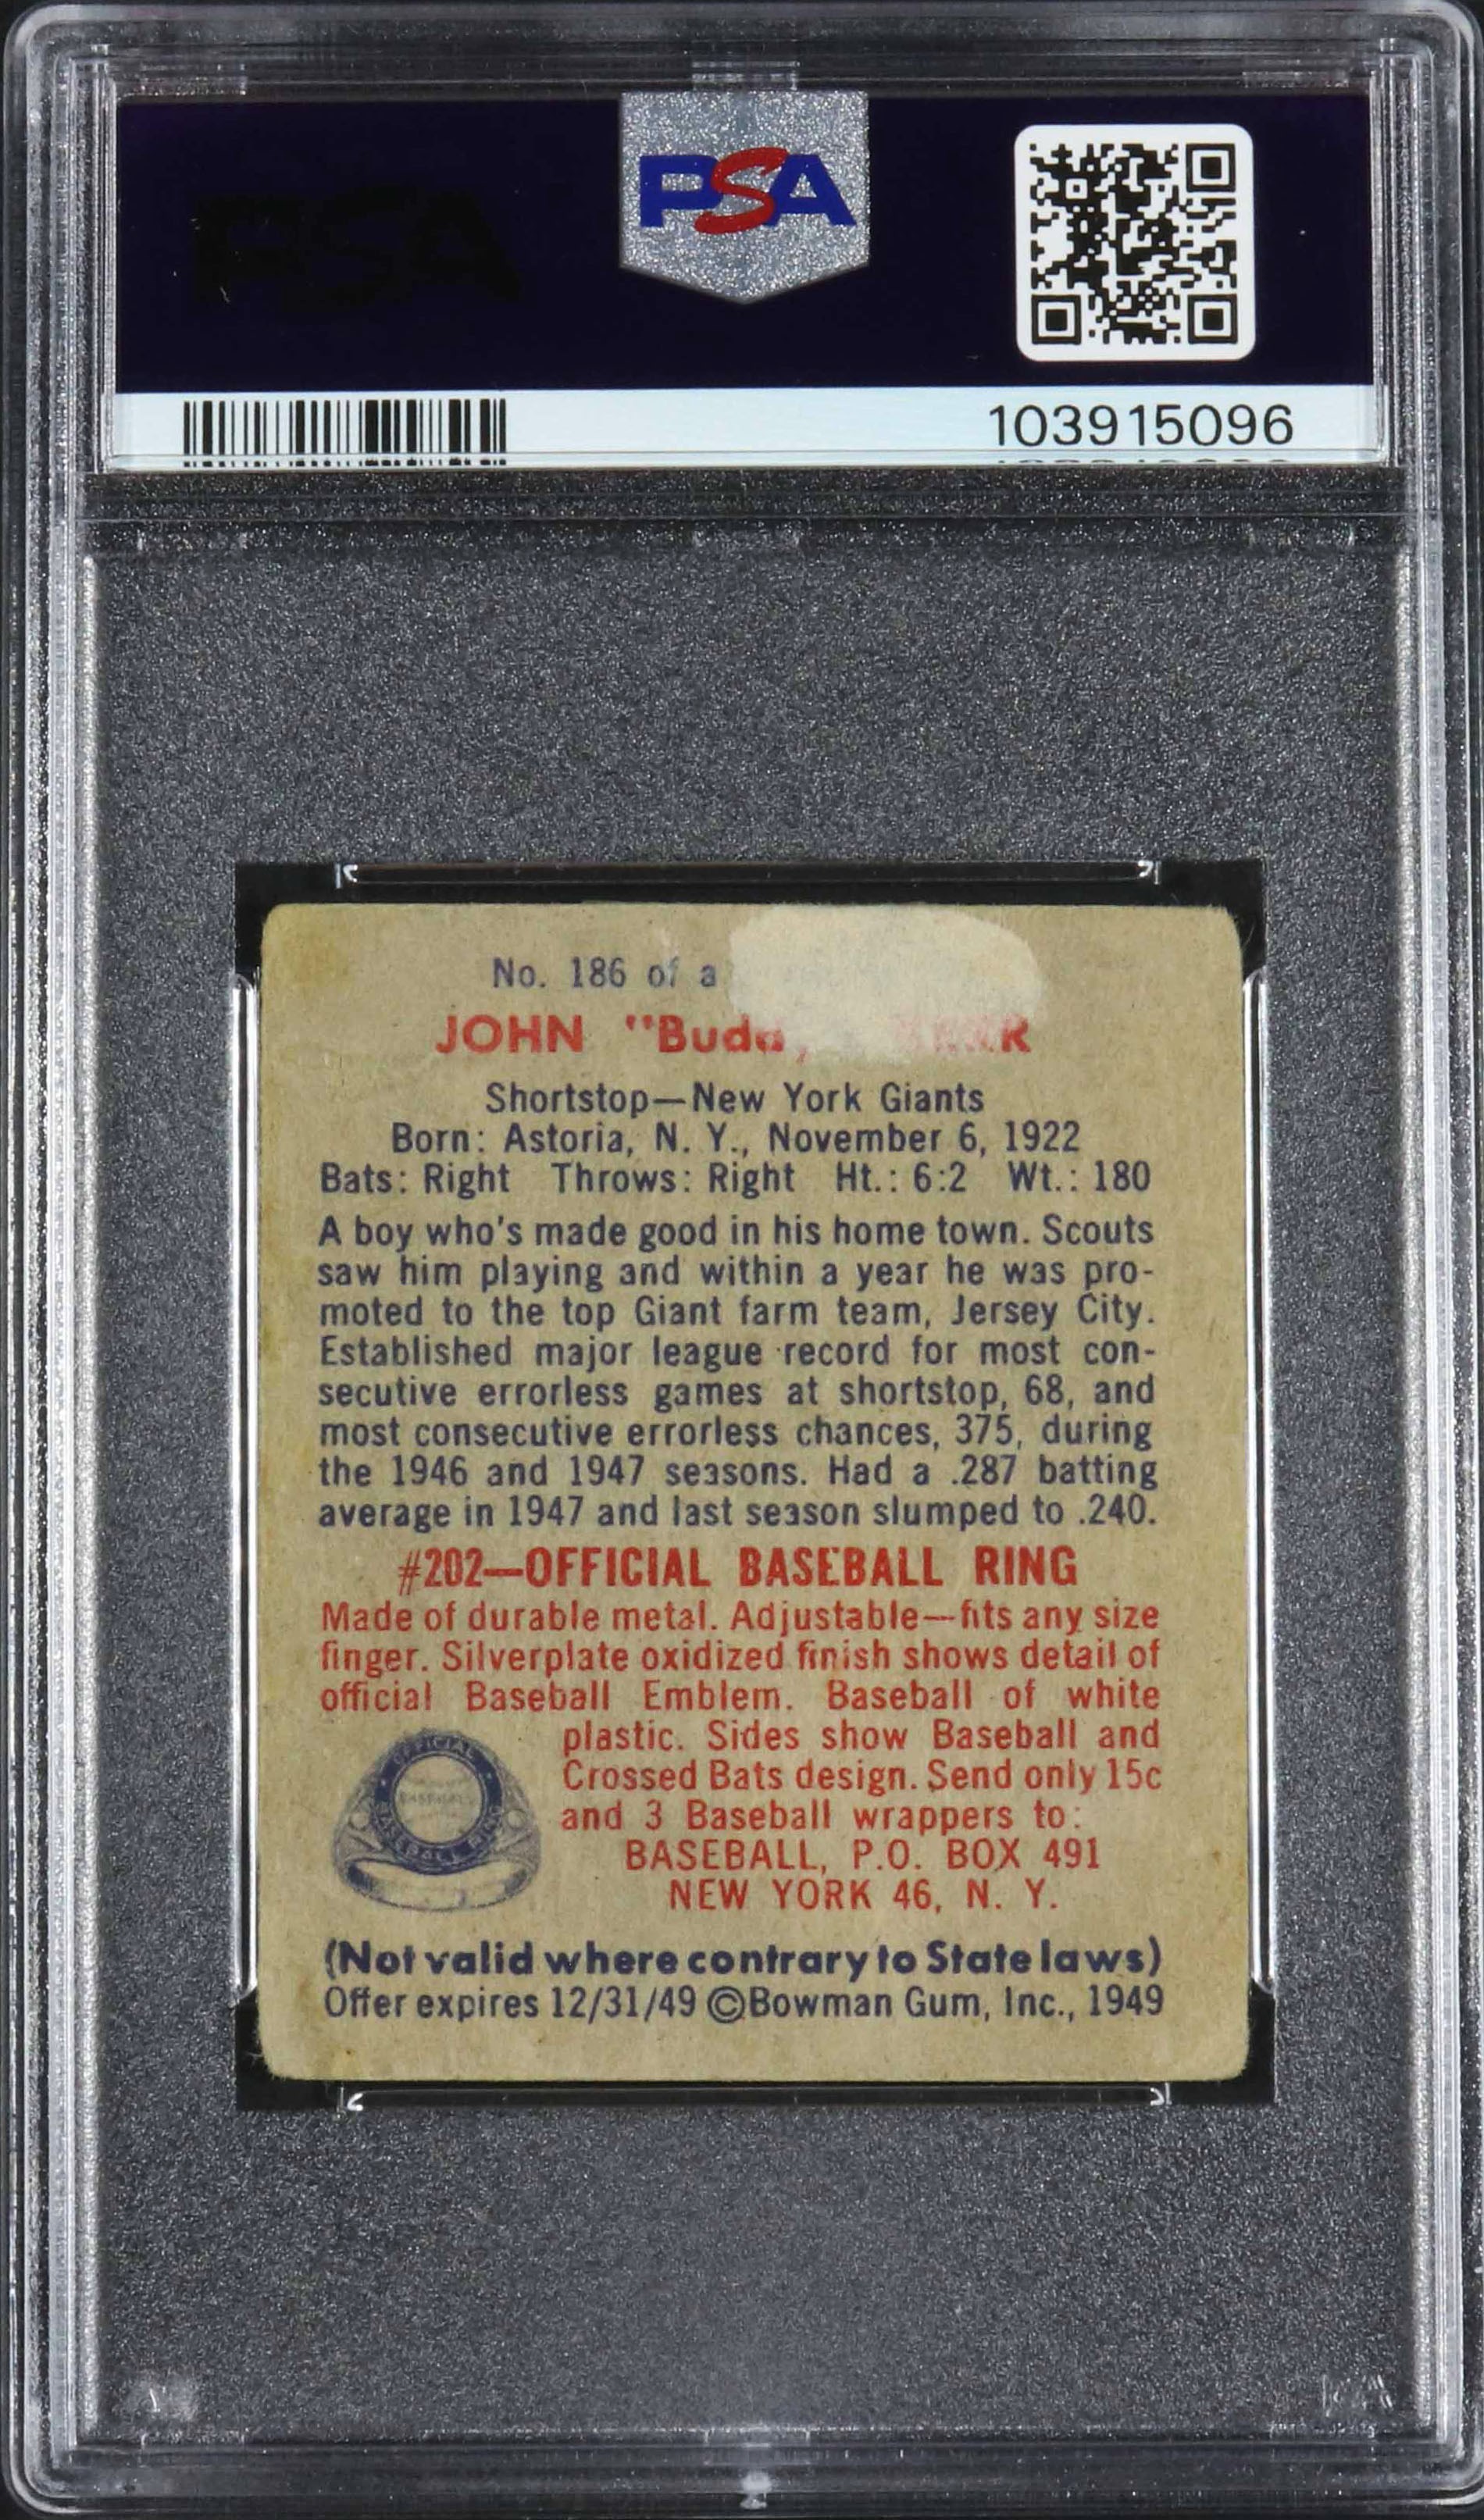 PSA
103915096
No. 186 of a
JOHN "Budd
Shortstop—New York Giants
Born: Astoria, N. Y., November 6, 1922
Bats: Right Throws: Right Ht.: 6:2 Wt.: 180
A boy who's made good in his home town. Scouts
saw him playing and within a year he was pro-
moted to the top Giant farm team, Jersey City.
Established major league record for most con-
secutive errorless games at shortstop, 68, and
most consecutive errorless chances, 375, during
the 1946 and 1947 seasons. Had a .287 batting
average in 1947 and last season slumped to .240.
#202—OFFICIAL BASEBALL RING
Made of durable metal. Adjustable—fits any size
finger. Silverplate oxidized finish shows detail of
official Baseball Emblem. Baseball of white
plastic. Sides show Baseball and
Crossed Bats design. Send only 15c
and 3 Baseball wrappers to:
BASEBALL, P.O. BOX 491
NEW YORK 46, N. Y.
OFFICIAL
BASEBALL RING
(Not valid where contrary to State laws)
Offer expires 12/31/49 ©Bowman Gum, Inc., 1949